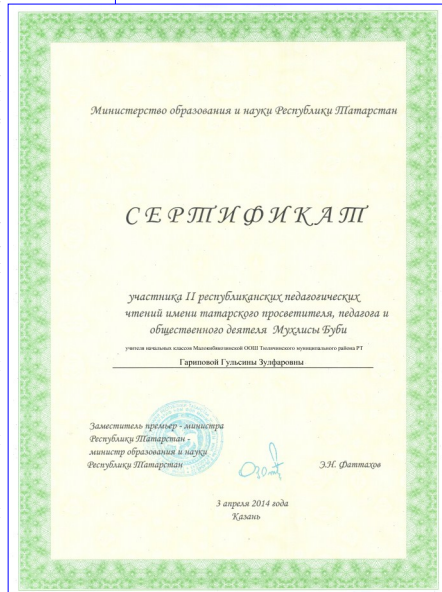 Министерство образования и науки Республики Татарстан
СЕРТИФИКАТ
участника II республиканских педагогических
чтений имени татарского просветителя, педагога и
общественного деятеля Мухлисы Буби
учителя начальных классов Малокибякозинской ООШ Тюлячинского муниципального района РТ
Гариповой Гульсины Зулфаровны
Заместитель премьер - министра
Республики Татарстан -
министр образования и науки
Республики Татарстан
Э.Н. Фаттахов
3 апреля 2014 года
Казань